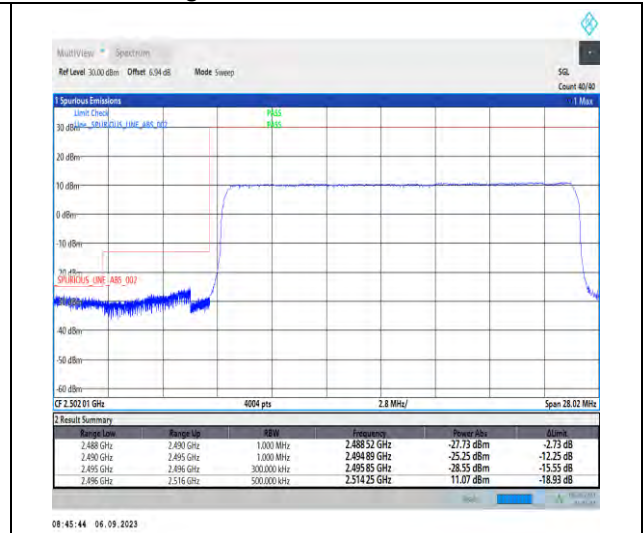 MultiView Spectrum
Ref Level 30.00 dBm Offset 6.94 dB Mode Sweep SGL
Count 40/40
1 Spurious Emissions 1 Max
Limit Check PASS
30 dBm Line _SPURIOUS_LINE_ABS_002 PASS
20 dBm
10 dBm
0 dBm
-10 dBm
-20 dBm
_SPURIOUS_LINE_ABS_002
-40 dBm
-50 dBm
-60 dBm
CF 2.502 01 GHz 4004 pts 2.8 MHz/ Span 28.02 MHz
2 Result Summary
Range Low Range Up RBW Frequency Power Abs ΔLimit
2.488 GHz 2.490 GHz 1.000 MHz 2.488 52 GHz -27.73 dBm -2.73 dB
2.490 GHz 2.495 GHz 1.000 MHz 2.494 89 GHz -25.25 dBm -12.25 dB
2.495 GHz 2.496 GHz 300.000 kHz 2.495 85 GHz -28.55 dBm -15.55 dB
2.496 GHz 2.516 GHz 500.000 kHz 2.514 25 GHz 11.07 dBm -18.93 dB
08:45:44 06.09.2023